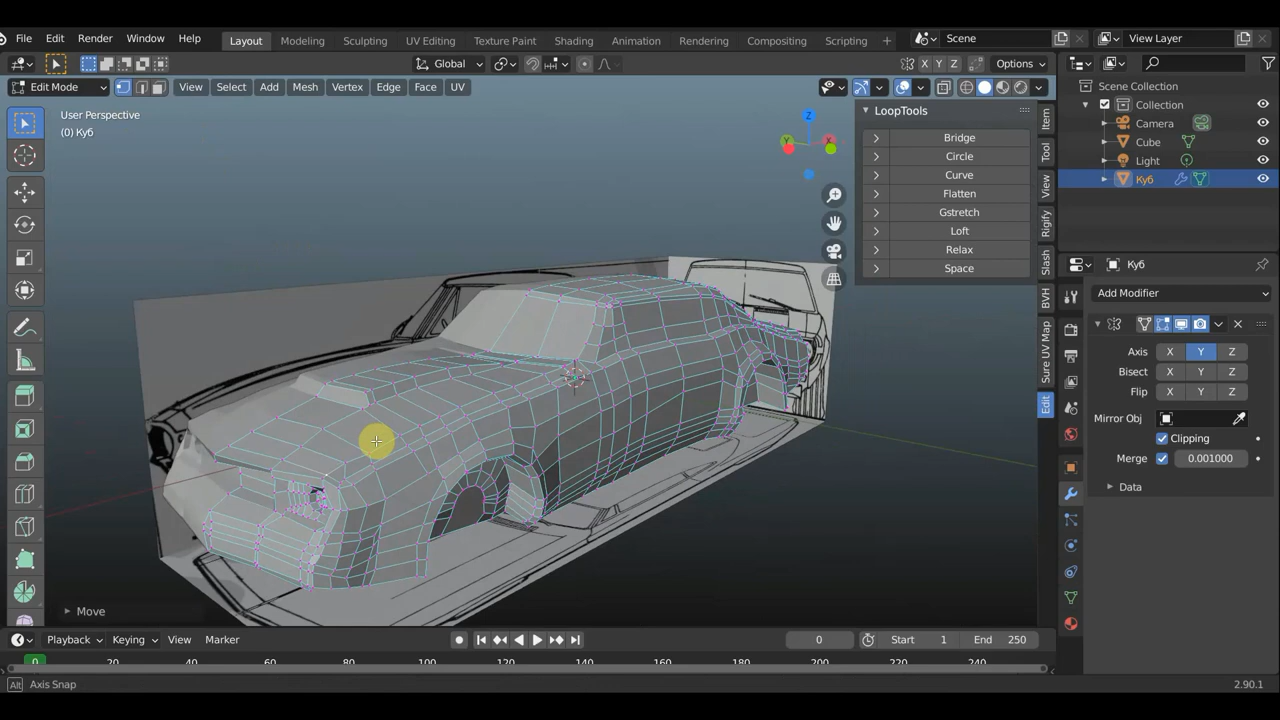 File Edit Render Window Help Layout Modeling Sculpting UV Editing Texture Paint Shading Animation Rendering Compositing Scripting + Scene View Layer
Global X Y Z Options
Edit Mode View Select Add Mesh Vertex Edge Face UV
User Perspective
(0) Куб
Z
Y
X
LoopTools
Bridge
Circle
Curve
Flatten
Gstretch
Loft
Relax
Space
Item
Tool
View
Rigify
Slash
BVH
Sure UV Map
Edit
Scene Collection
Collection
Camera
Cube
Light
Куб
Куб
Add Modifier
Axis X Y Z
Bisect X Y Z
Flip X Y Z
Mirror Obj
Clipping
Merge 0.001000
Data
Move
Playback Keying View Marker 0 Start 1 End 250
0 20 40 60 80 100 120 140 160 180 200 220 240
Alt Axis Snap 2.90.1